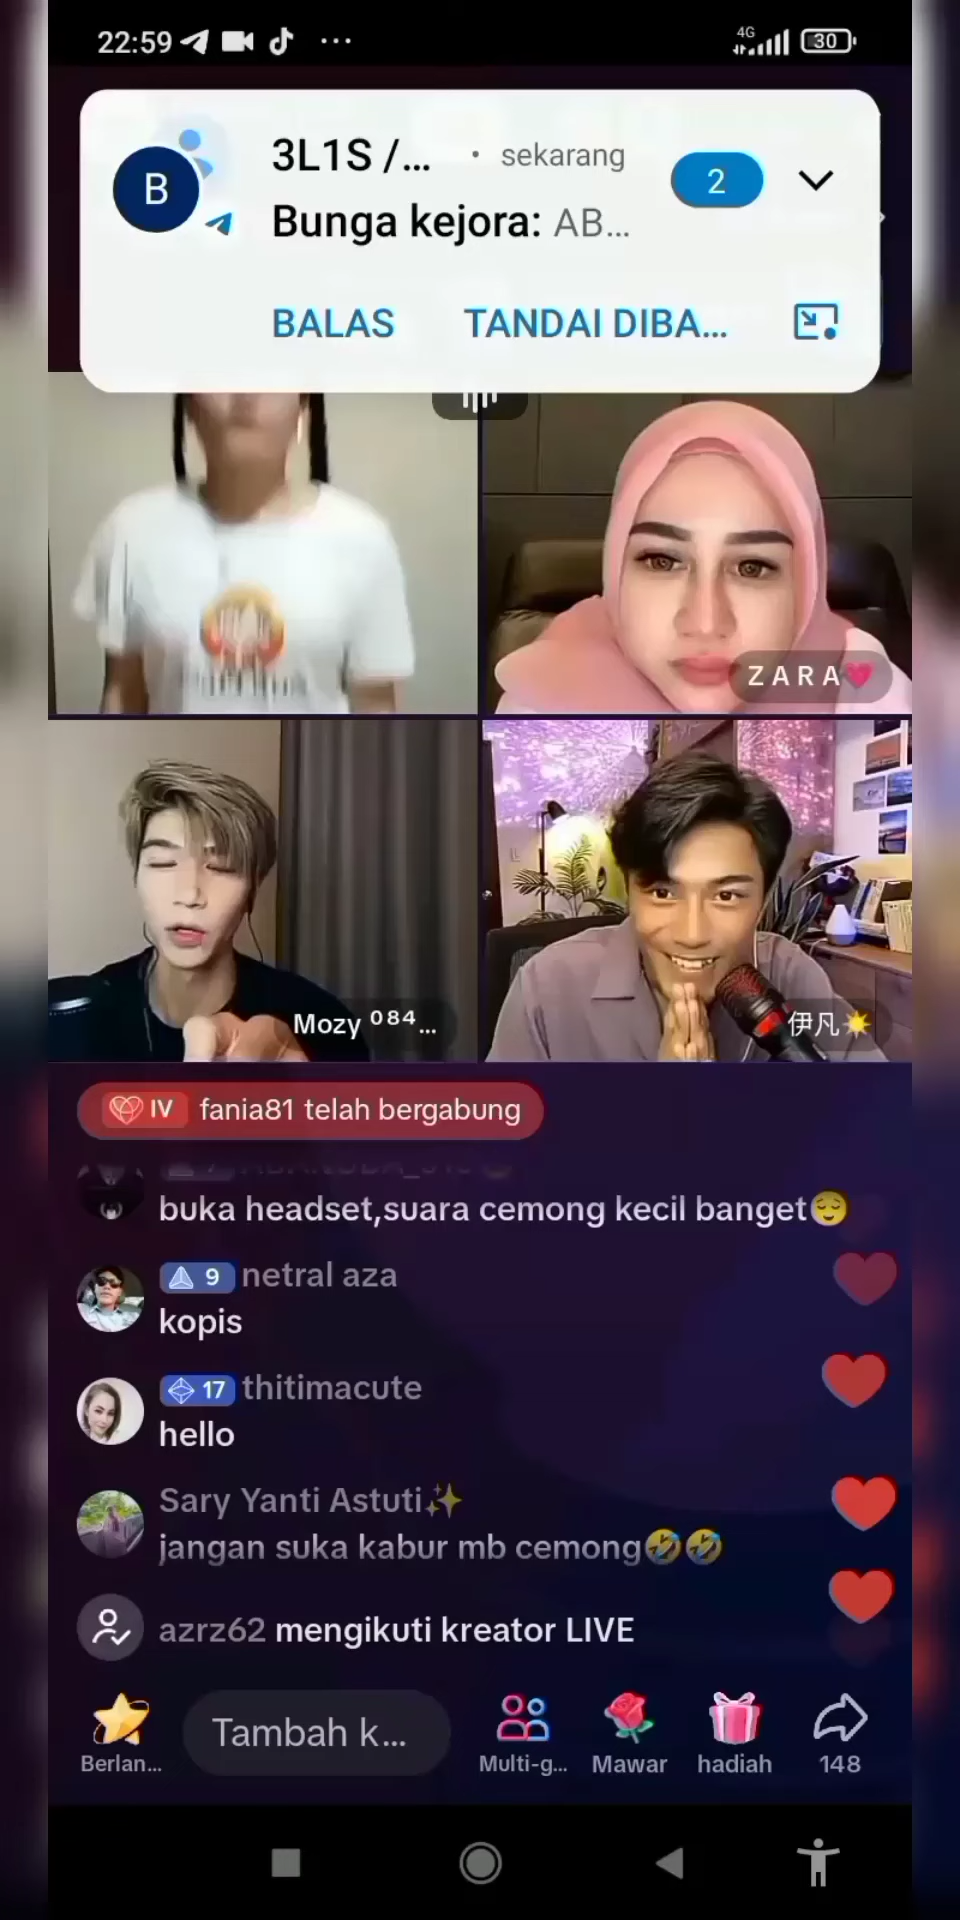 22:59
4G
30
B
3L1S /... • sekarang
2
Bunga kejora: AB...
BALAS TANDAI DIBA...
Z A R A
Mozy ⁰⁸⁴...
伊凡
IV fania81 telah bergabung
buka headset,suara cemong kecil banget😌
9 netral aza
kopis
17 thitimacute
hello
Sary Yanti Astuti✨
jangan suka kabur mb cemong🤣🤣
azrz62 mengikuti kreator LIVE
Tambah k...
Berlan... Multi-g... Mawar hadiah 148